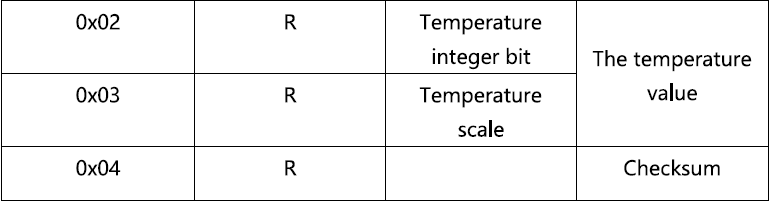 0x02 R Temperature
integer bit
The temperature
value
0x03 R Temperature
scale
0x04 R Checksum